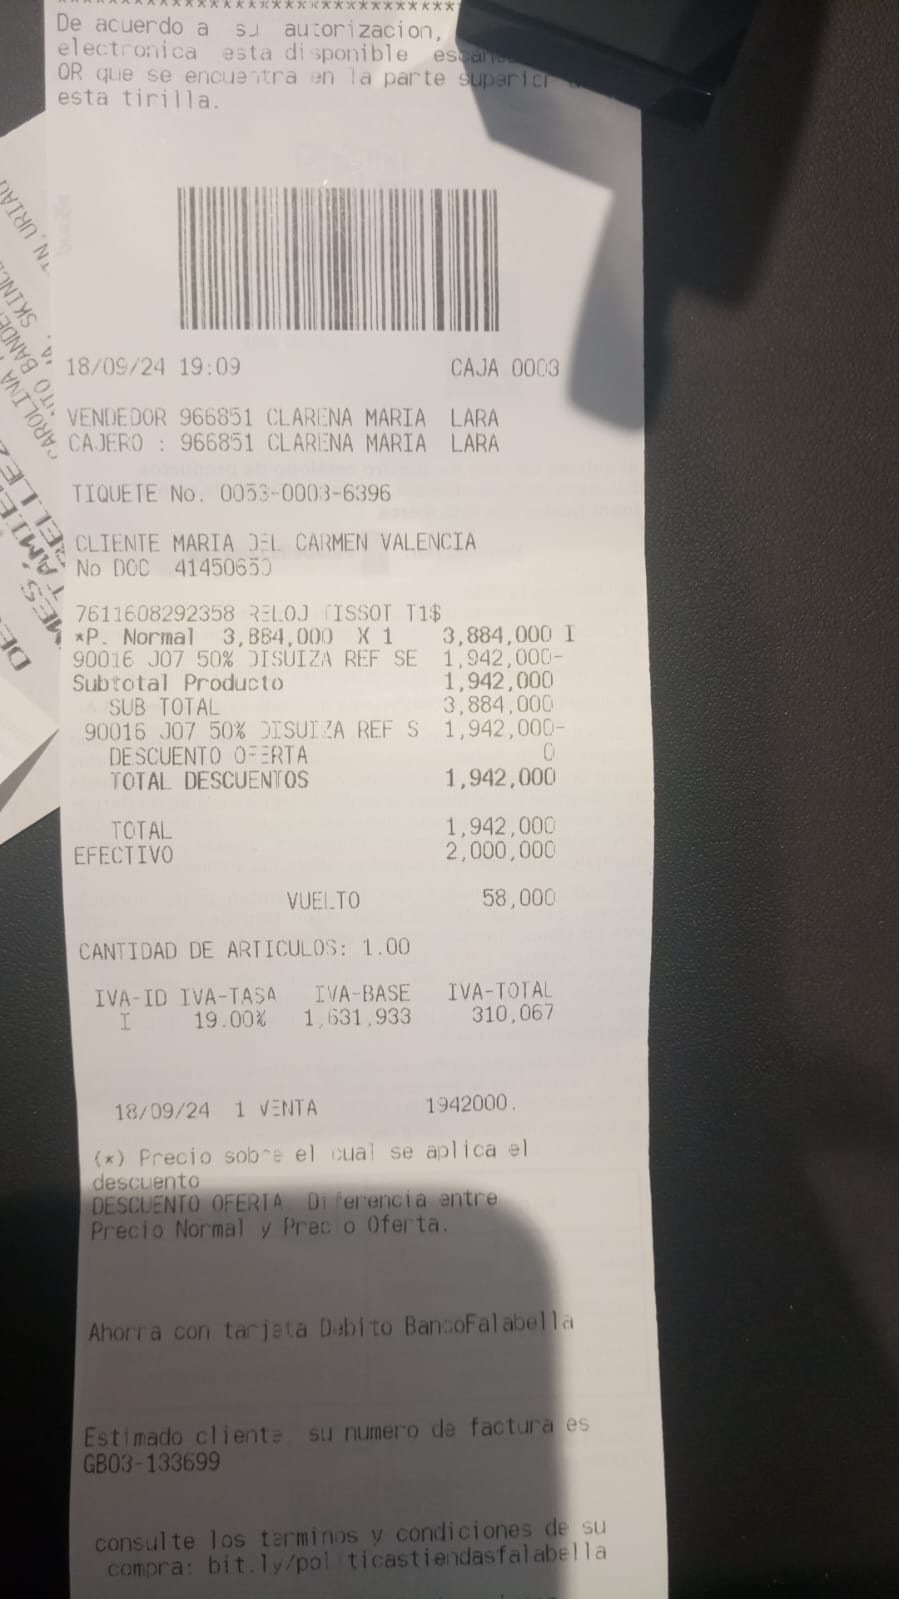 De acuerdo a su autorizacion,
electronica esta disponible
QR que se encuentra en la parte
esta tirilla.
18/09/24 19:09 CAJA 0003
VENDEDOR 966851 CLARENA MARIA LARA
CAJERO : 966851 CLARENA MARIA LARA
TIQUETE No. 0053-0003-6396
CLIENTE MARIA DEL CARMEN VALENCIA
No DOC 41450650
7611608292358 RELOJ TISSOT T1$
*P. Normal 3,884,000 X 1 3,884,000 I
90016 J07 50% DISUIZA REF SE 1,942,000-
Subtotal Producto 1,942,000
SUB TOTAL 3,884,000
90016 J07 50% DISUIZA REF S 1,942,000-
DESCUENTO OFERTA 0
TOTAL DESCUENTOS 1,942,000
TOTAL 1,942,000
EFECTIVO 2,000,000
VUELTO 58,000
CANTIDAD DE ARTICULOS: 1.00
IVA-ID IVA-TASA IVA-BASE IVA-TOTAL
I 19.00% 1,631,933 310,067
18/09/24 1 VENTA 1942000.
(*) Precio sobre el cual se aplica el
descuento
DESCUENTO OFERTA. Diferencia entre
Precio Normal y Precio Oferta.
Ahorra con tarjeta Debito BancoFalabella
Estimado cliente, su numero de factura es
GB03-133699
consulte los terminos y condiciones de su
compra: bit.ly/politicastiendasfalabella